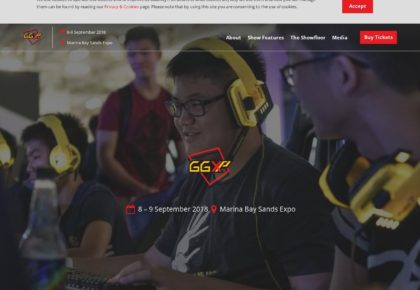 them can be found by reading our Privacy & Cookies page. Please note that by using this site you are consenting to the use of cookies.
Accept
GGXP
8-9 September 2018
Marina Bay Sands Expo
About
Show Features
The Showfloor
Media
Buy Tickets
GGXP
8 – 9 September 2018
Marina Bay Sands Expo